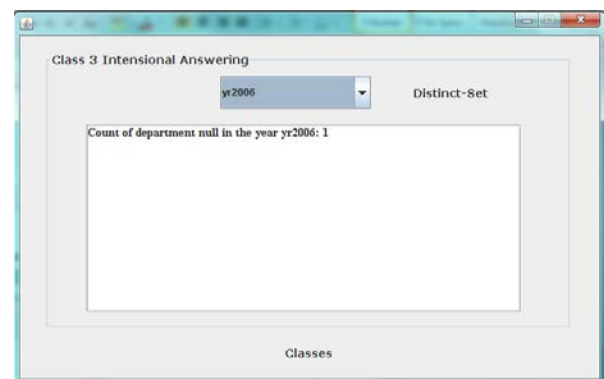 Class 3 Intensional Answering
yr2006 Distinct-Set
Count of department null in the year yr2006: 1
Classes